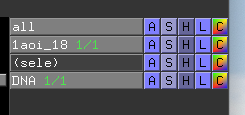 all A S H L C
1aoi_18 1/1 A S H L C
(sele) A S H L C
DNA 1/1 A S H L C